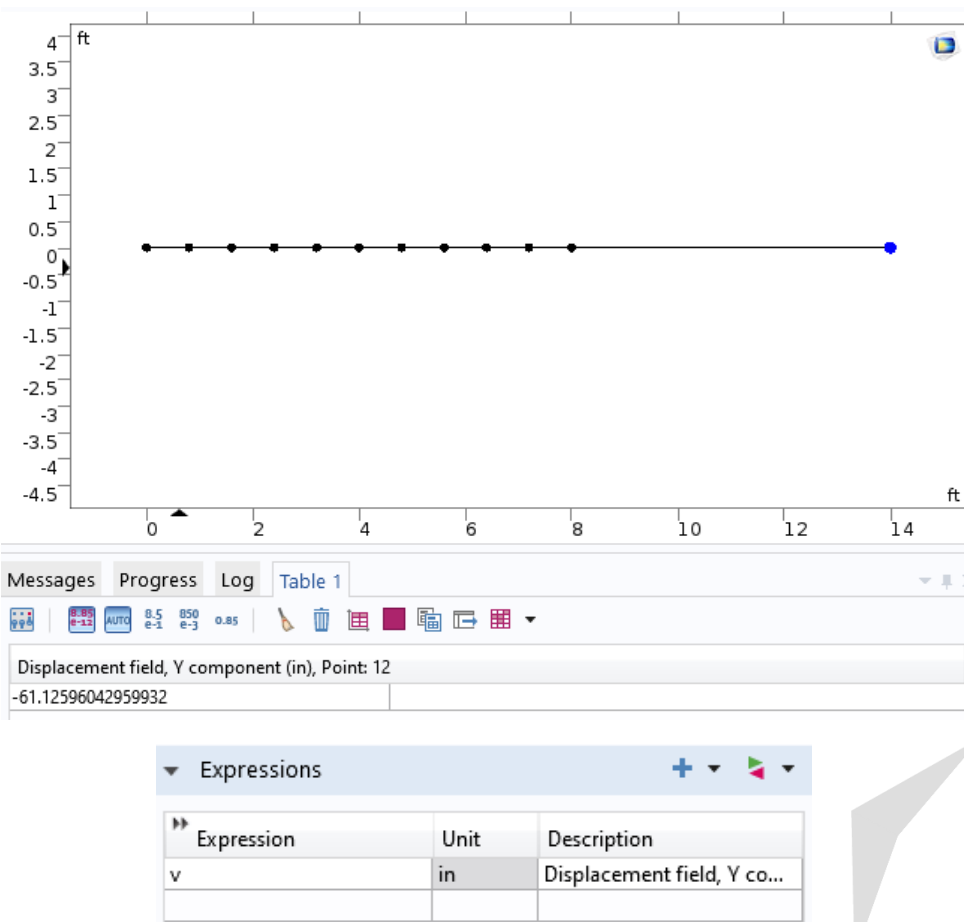 4 ft
3.5
3
2.5
2
1.5
1
0.5
0
-0.5
-1
-1.5
-2
-2.5
-3
-3.5
-4
-4.5
ft
0 2 4 6 8 10 12 14
Messages Progress Log Table 1
8.85 e-12 AUTO 8.5 e-1 850 e-3 0.85
Displacement field, Y component (in), Point: 12
-61.12596042959932
Expressions
Expression Unit Description
v in Displacement field, Y co...